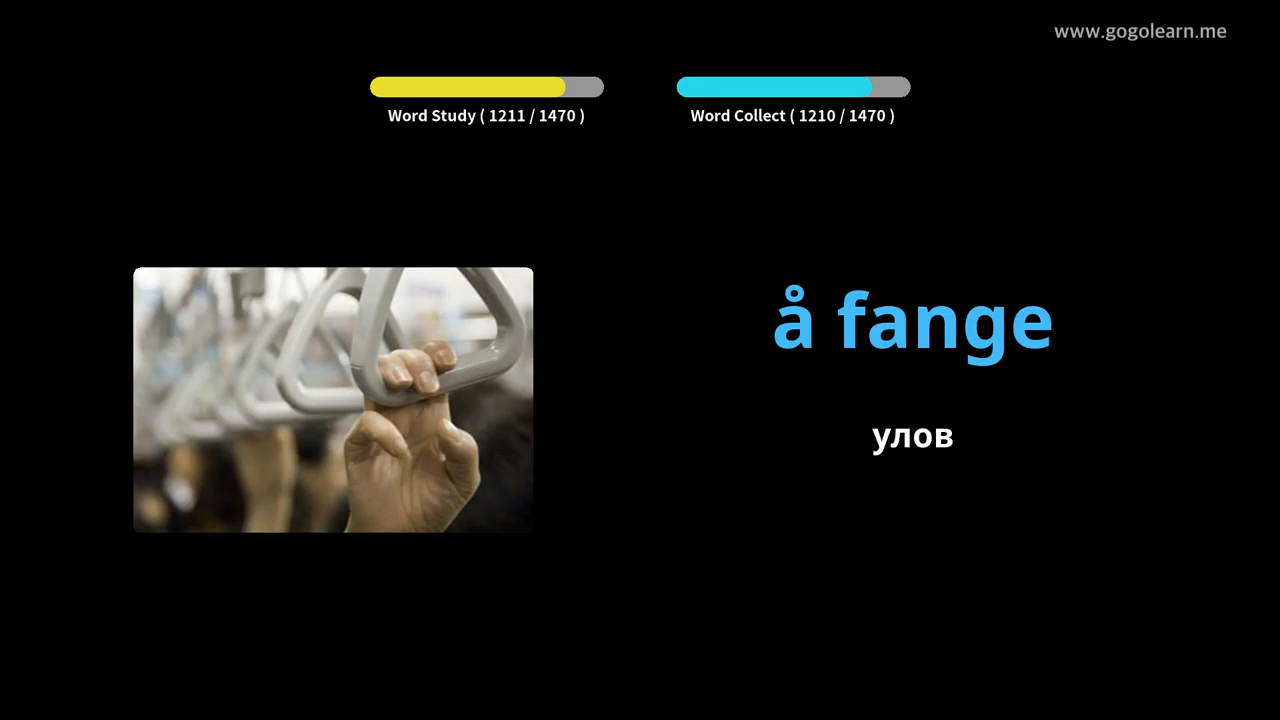 www.gogolearn.me
Word Study ( 1211 / 1470 )
Word Collect ( 1210 / 1470 )
å fange
улов